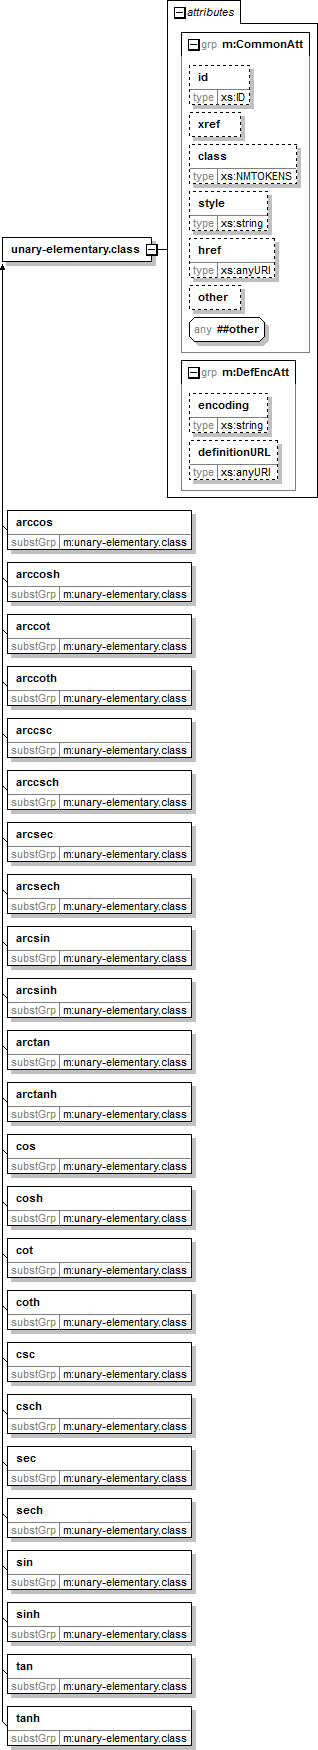 attributes
grp m:CommonAtt
id
type xs:ID
xref
class
type xs:NMTOKENS
style
type xs:string
unary-elementary.class
href
type xs:anyURI
other
any ##other
grp m:DefEncAtt
encoding
type xs:string
definitionURL
type xs:anyURI
arccos
substGrp m:unary-elementary.class
arccosh
substGrp m:unary-elementary.class
arccot
substGrp m:unary-elementary.class
arccoth
substGrp m:unary-elementary.class
arccsc
substGrp m:unary-elementary.class
arccsch
substGrp m:unary-elementary.class
arcsec
substGrp m:unary-elementary.class
arcsech
substGrp m:unary-elementary.class
arcsin
substGrp m:unary-elementary.class
arcsinh
substGrp m:unary-elementary.class
arctan
substGrp m:unary-elementary.class
arctanh
substGrp m:unary-elementary.class
cos
substGrp m:unary-elementary.class
cosh
substGrp m:unary-elementary.class
cot
substGrp m:unary-elementary.class
coth
substGrp m:unary-elementary.class
csc
substGrp m:unary-elementary.class
csch
substGrp m:unary-elementary.class
sec
substGrp m:unary-elementary.class
sech
substGrp m:unary-elementary.class
sin
substGrp m:unary-elementary.class
sinh
substGrp m:unary-elementary.class
tan
substGrp m:unary-elementary.class
tanh
substGrp m:unary-elementary.class